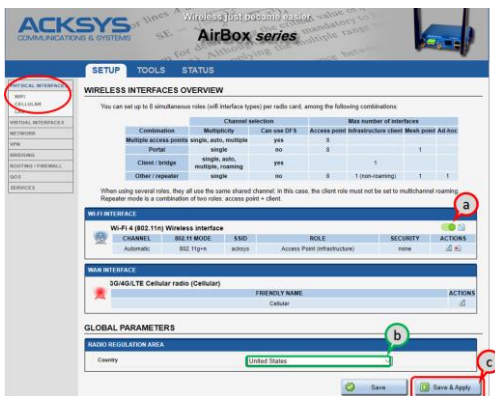 ACKSYS
COMMUNICATIONS & SYSTEMS
Wireless just became easier
AirBox series
SETUP TOOLS STATUS
PHYSICAL INTERFACES
WIFI
CELLULAR
VIRTUAL INTERFACES
NETWORK
VPN
BRIDGING
ROUTING / FIREWALL
QOS
SERVICES
WIRELESS INTERFACES OVERVIEW
You can set up to 8 simultaneous roles (wifi interface types) per radio card, among the following combinations:
Channel selection Max number of interfaces
Combination Multiplicity Can use DFS Access point Infrastructure client Mesh point Ad-hoc
Multiple access points single, multiple, auto yes 8
Portal single no 8 1
Client / bridge single, auto, multiple, roaming yes 1
Other / repeater single no 8 1 (non-roaming) 1 1
When using several roles, they all use the same shared channel; in this case, the client role must not be set to multichannel roaming.
Repeater mode is a combination of two roles: access point + client.
a
WI-FI INTERFACE
Wi-Fi 4 (802.11n) Wireless interface
CHANNEL 802.11 MODE SSID ROLE SECURITY ACTIONS
Automatic 802.11g+n acksys Access Point (infrastructure) none
WAN INTERFACE
3G/4G/LTE Cellular radio (Cellular)
FRIENDLY NAME ACTIONS
Cellular
GLOBAL PARAMETERS
b
RADIO REGULATION AREA
Country United States
c
Save Save & Apply